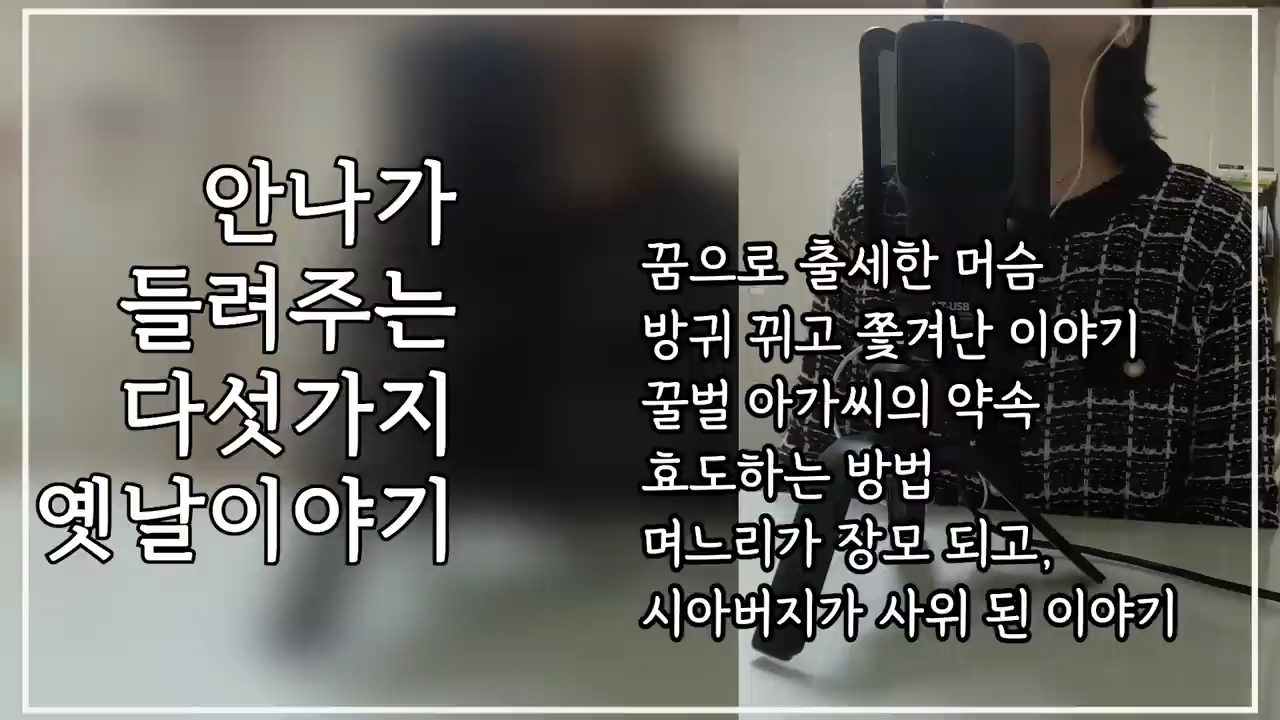 안나가
들려주는
다섯가지
옛날이야기
꿈으로 출세한 머슴
방귀 뀌고 쫓겨난 이야기
꿀벌 아가씨의 약속
효도하는 방법
며느리가 장모 되고,
시아버지가 사위 된 이야기